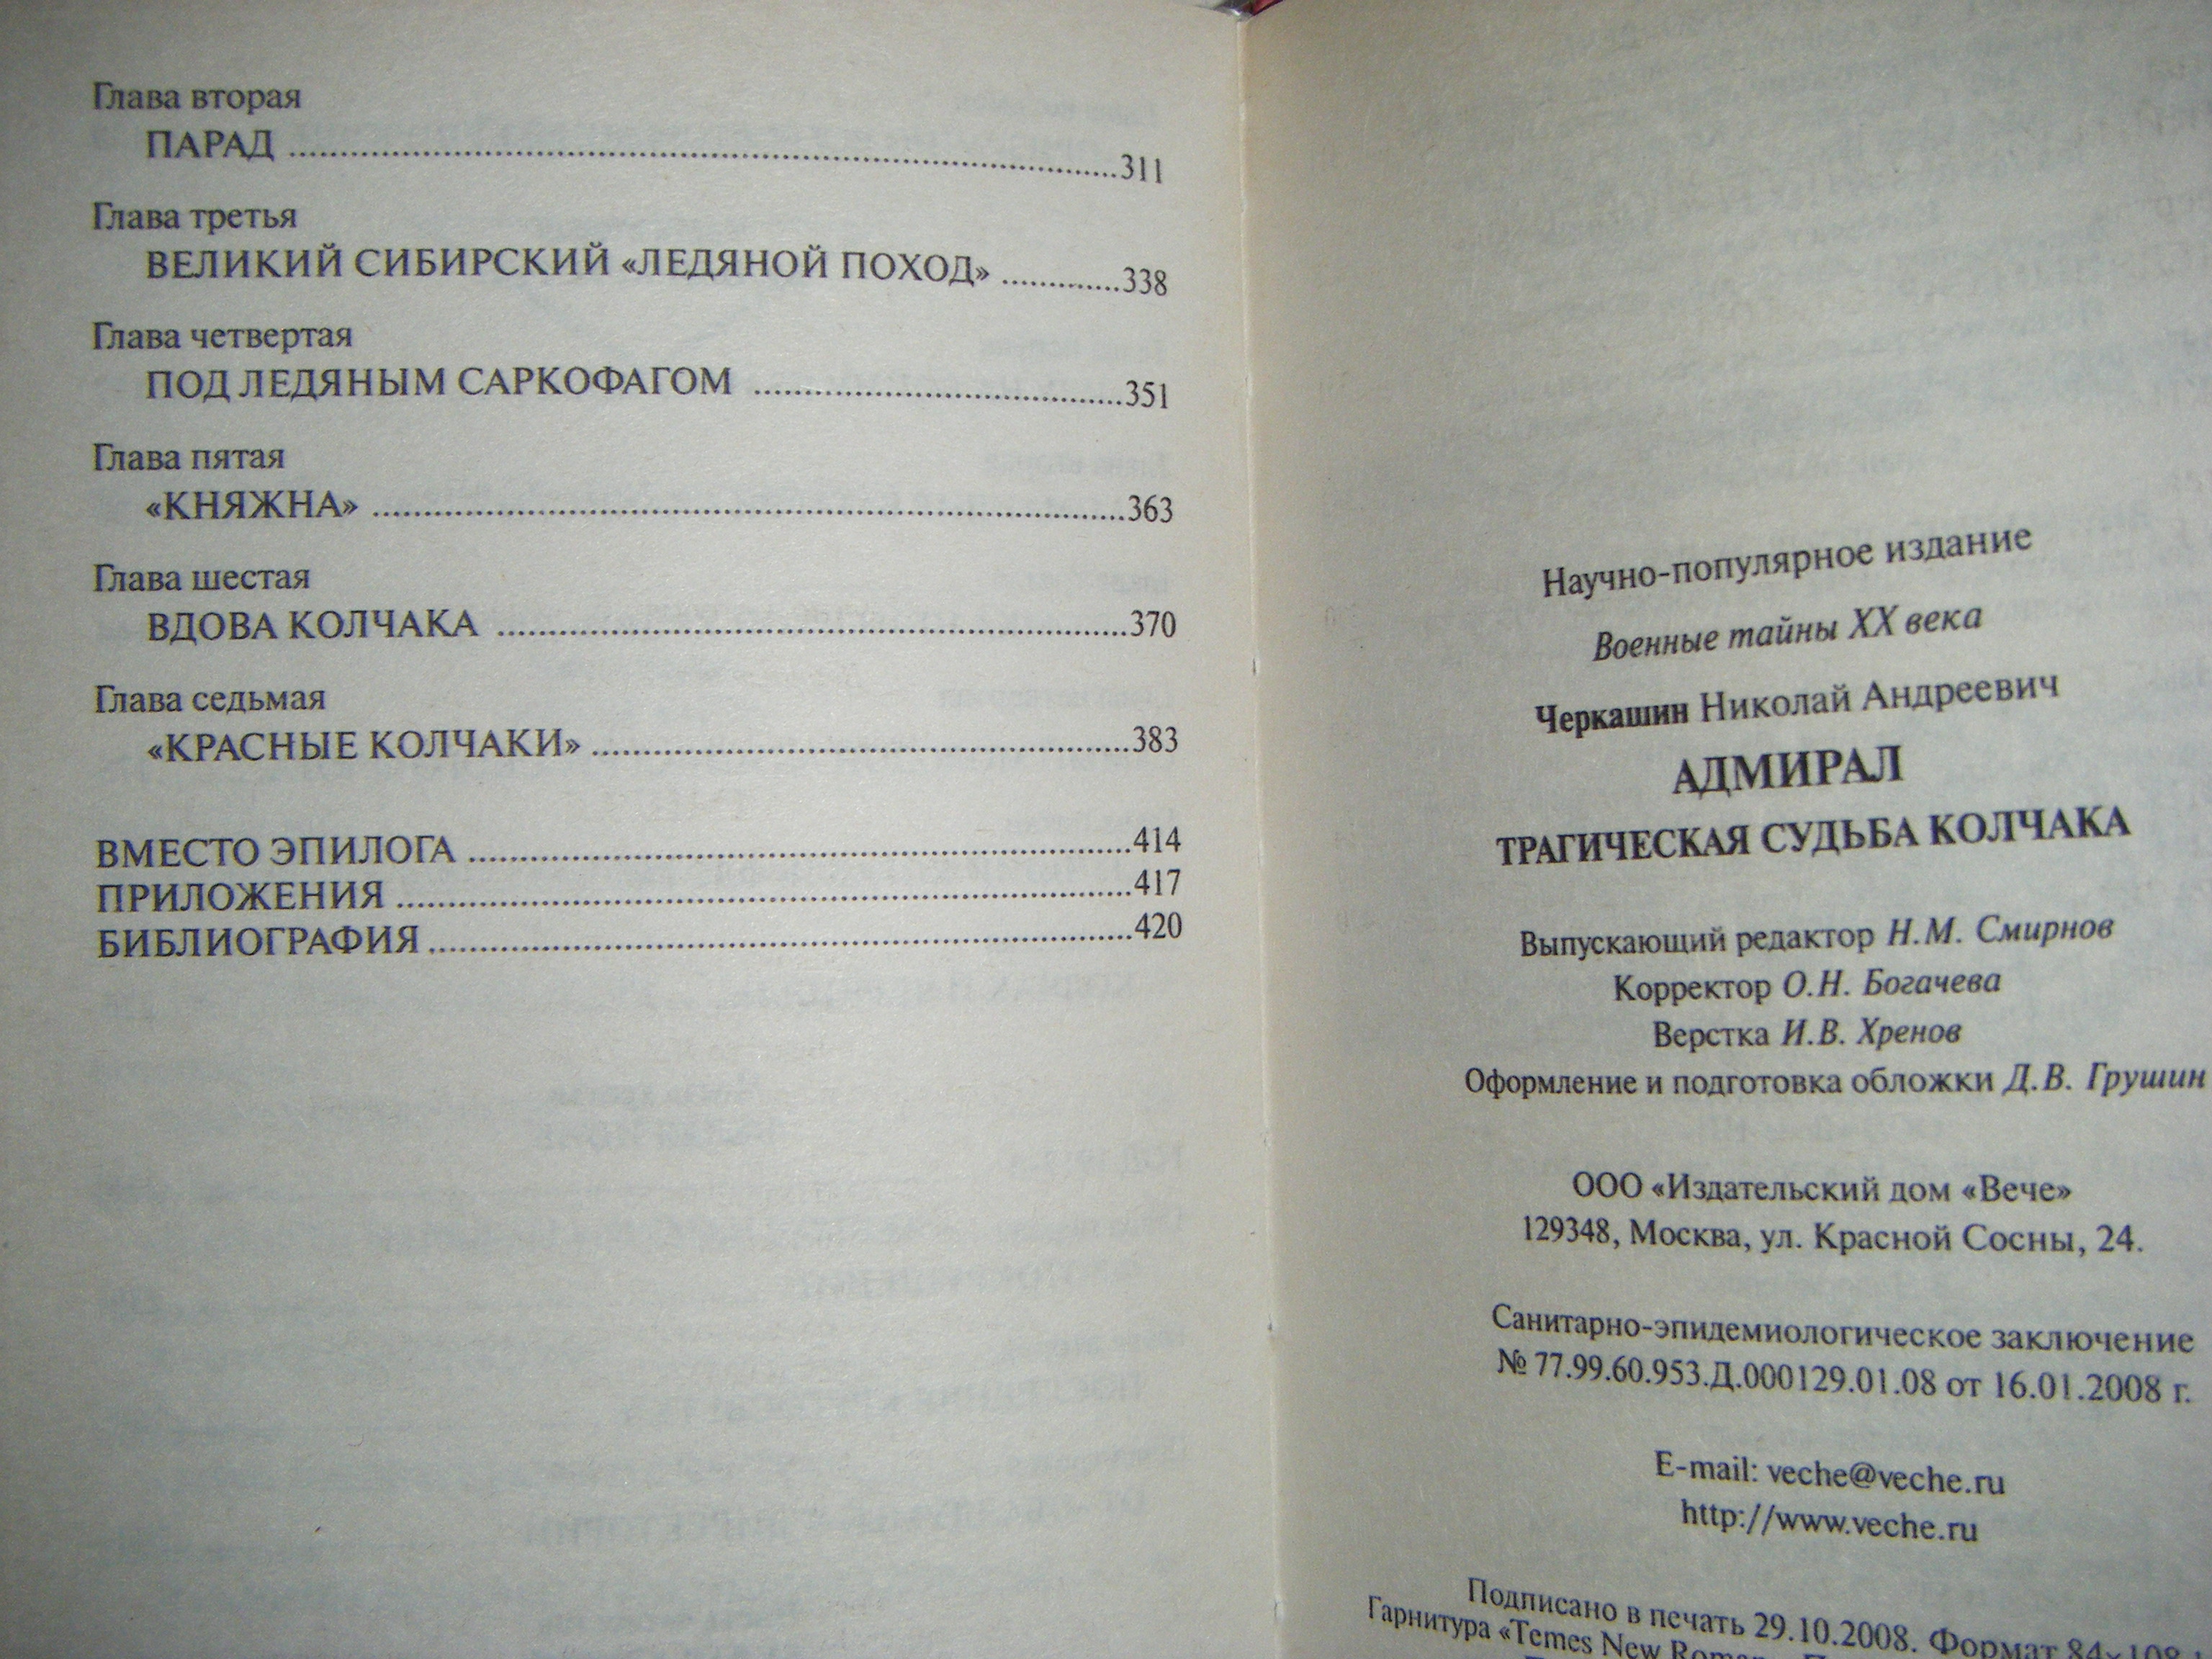 Глава вторая
ПАРАД ........ 311
Глава третья
ВЕЛИКИЙ СИБИРСКИЙ «ЛЕДЯНОЙ ПОХОД» ........ 338
Глава четвертая
ПОД ЛЕДЯНЫМ САРКОФАГОМ ........ 351
Глава пятая
«КНЯЖНА» ........ 363
Глава шестая
ВДОВА КОЛЧАКА ........ 370
Глава седьмая
«КРАСНЫЕ КОЛЧАКИ» ........ 383
ВМЕСТО ЭПИЛОГА ........ 414
ПРИЛОЖЕНИЯ ........ 417
БИБЛИОГРАФИЯ ........ 420
Научно-популярное издание
Военные тайны XX века
Черкашин Николай Андреевич
АДМИРАЛ
ТРАГИЧЕСКАЯ СУДЬБА КОЛЧАКА
Выпускающий редактор Н.М. Смирнов
Корректор О.Н. Богачева
Верстка И.В. Хренов
Оформление и подготовка обложки Д.В. Грушин
ООО «Издательский дом «Вече»
129348, Москва, ул. Красной Сосны, 24.
Санитарно-эпидемиологическое заключение
№ 77.99.60.953.Д.000129.01.08 от 16.01.2008 г.
E-mail: veche@veche.ru
http://www.veche.ru
Подписано в печать 29.10.2008. Формат 84×108
Гарнитура «Temes New Roman».